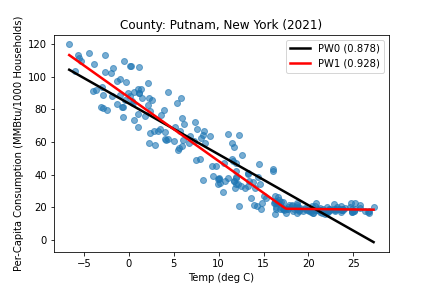 County: Putnam, New York (2021)
Per-Capita Consumption (MMBtu/1000 Households)
120
100
80
60
40
20
0
PW0 (0.878)
PW1 (0.928)
−5 0 5 10 15 20 25
Temp (deg C)